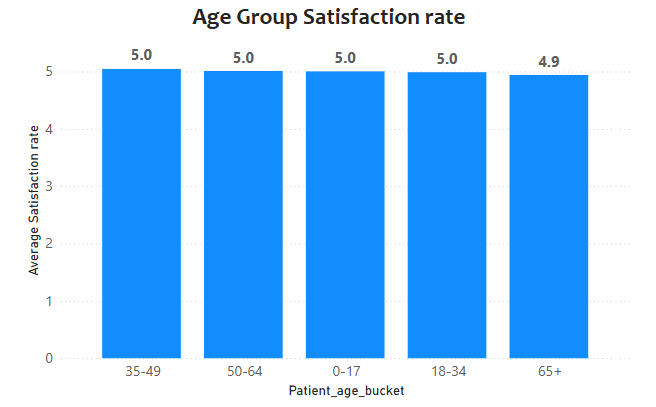 Age Group Satisfaction rate
5.0 5.0 5.0 5.0 4.9
5
4
3
2
1
0
Average Satisfaction rate
35-49 50-64 0-17 18-34 65+
Patient_age_bucket